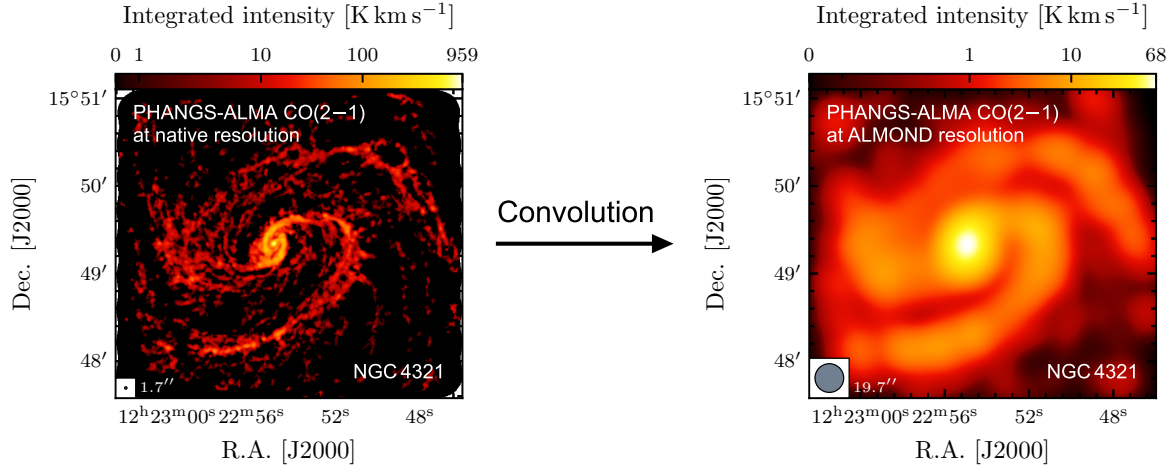 Integrated intensity [K km s⁻¹]
0 1 10 100 959
15°51′
50′
49′
48′
Dec. [J2000]
PHANGS-ALMA CO(2−1)
at native resolution
NGC 4321
1.7″
12ʰ23ᵐ00ˢ 22ᵐ56ˢ 52ˢ 48ˢ
R.A. [J2000]
Convolution
Integrated intensity [K km s⁻¹]
0 1 10 68
15°51′
50′
49′
48′
Dec. [J2000]
PHANGS-ALMA CO(2−1)
at ALMOND resolution
NGC 4321
19.7″
12ʰ23ᵐ00ˢ 22ᵐ56ˢ 52ˢ 48ˢ
R.A. [J2000]